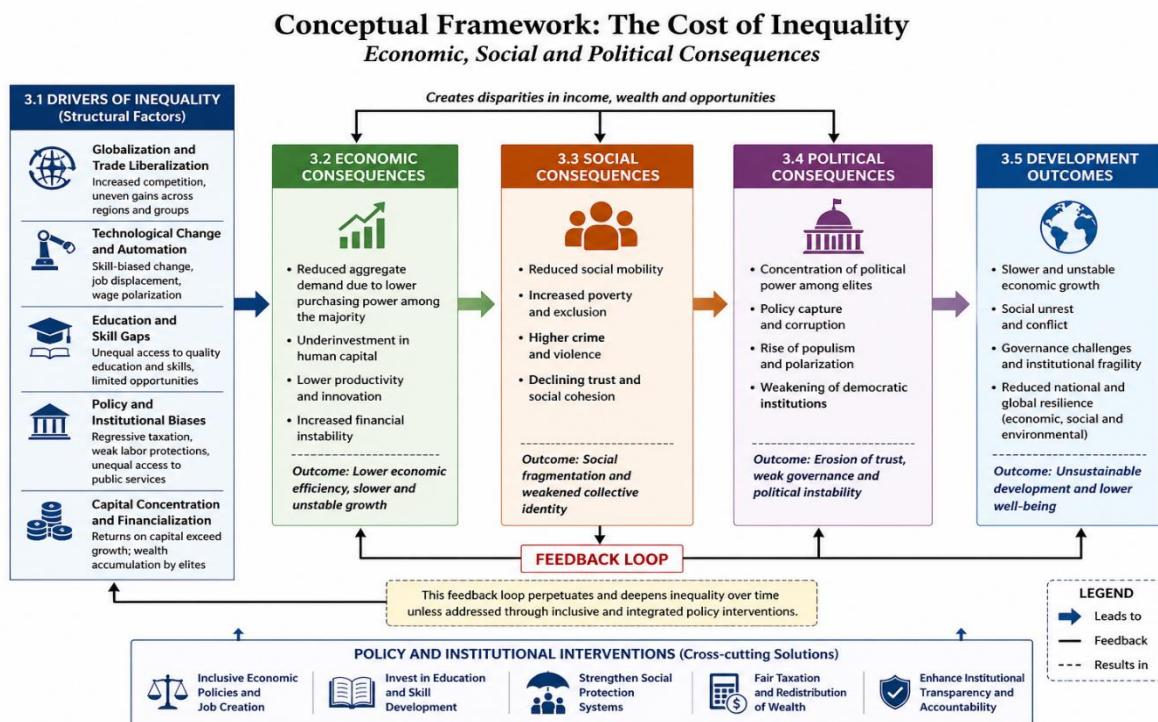 Conceptual Framework: The Cost of Inequality
Economic, Social and Political Consequences
3.1 DRIVERS OF INEQUALITY
(Structural Factors)
Globalization and
Trade Liberalization
Increased competition,
uneven gains across
regions and groups
Technological Change
and Automation
Skill-biased change,
job displacement,
wage polarization
Education and
Skill Gaps
Unequal access to quality
education and skills,
limited opportunities
Policy and
Institutional Biases
Regressive taxation,
weak labor protections,
unequal access to
public services
Capital Concentration
and Financialization
Returns on capital exceed
growth; wealth
accumulation by elites
Creates disparities in income, wealth and opportunities
3.2 ECONOMIC
CONSEQUENCES
• Reduced aggregate
demand due to lower
purchasing power among
the majority
• Underinvestment in
human capital
• Lower productivity
and innovation
• Increased financial
instability
Outcome: Lower economic
efficiency, slower and
unstable growth
3.3 SOCIAL
CONSEQUENCES
• Reduced social mobility
• Increased poverty
and exclusion
• Higher crime
and violence
• Declining trust and
social cohesion
Outcome: Social
fragmentation and
weakened collective
identity
3.4 POLITICAL
CONSEQUENCES
• Concentration of political
power among elites
• Policy capture
and corruption
• Rise of populism
and polarization
• Weakening of democratic
institutions
Outcome: Erosion of trust,
weak governance and
political instability
3.5 DEVELOPMENT
OUTCOMES
• Slower and unstable
economic growth
• Social unrest
and conflict
• Governance challenges
and institutional fragility
• Reduced national and
global resilience
(economic, social and
environmental)
Outcome: Unsustainable
development and lower
well-being
FEEDBACK LOOP
This feedback loop perpetuates and deepens inequality over time
unless addressed through inclusive and integrated policy interventions.
LEGEND
Leads to
Feedback
Results in
POLICY AND INSTITUTIONAL INTERVENTIONS (Cross-cutting Solutions)
Inclusive Economic
Policies and
Job Creation
Invest in Education
and Skill
Development
Strengthen Social
Protection
Systems
$
Fair Taxation
and Redistribution
of Wealth
Enhance Institutional
Transparency and
Accountability